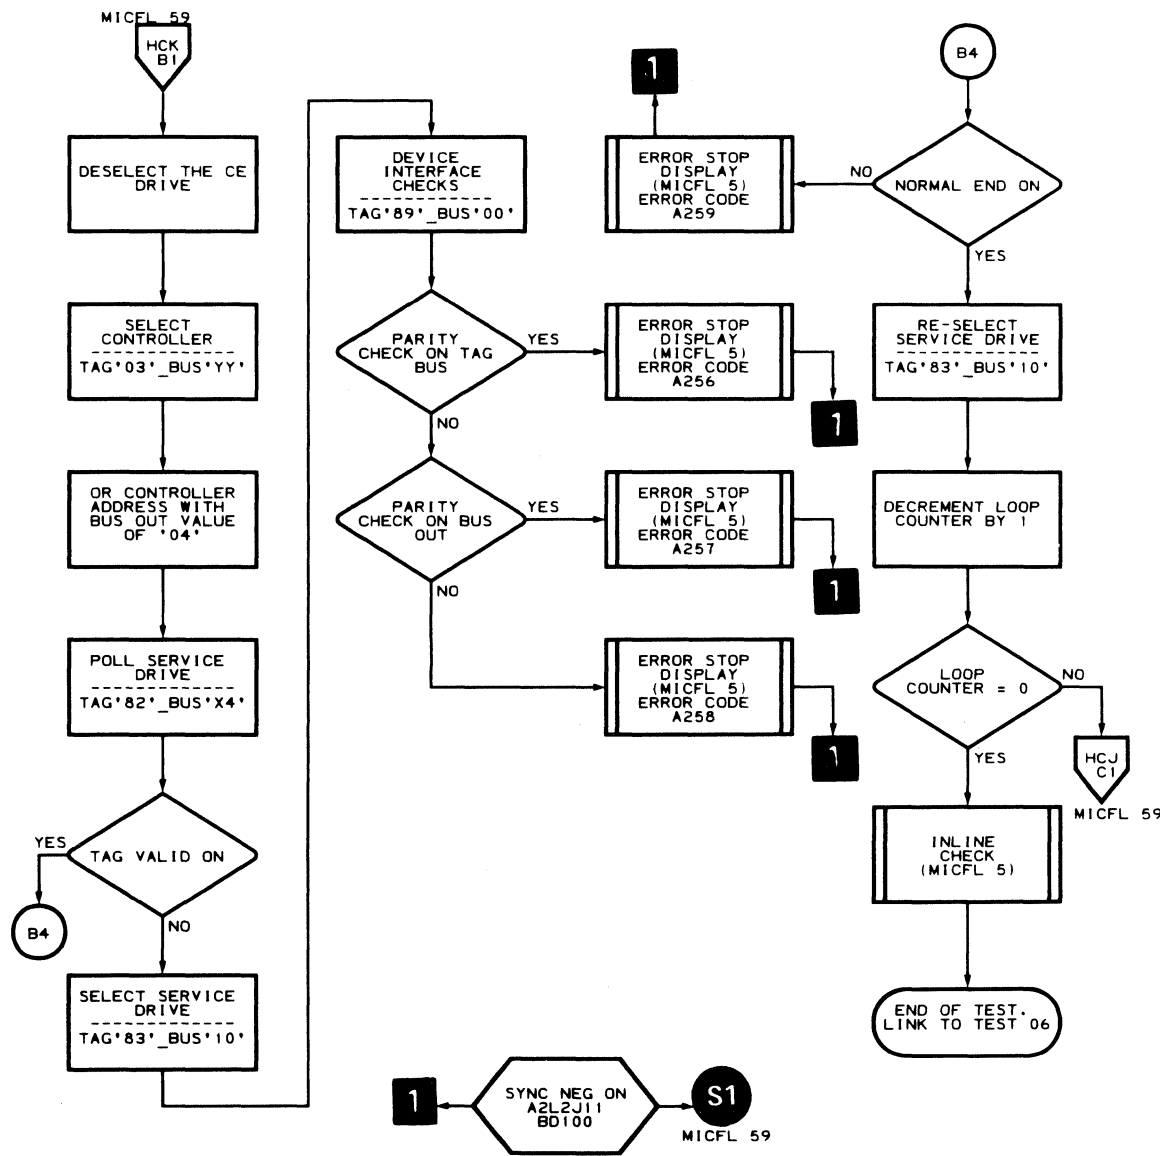 MICFL 59
HCK
B1
DESELECT THE CE
DRIVE
SELECT
CONTROLLER
TAG'03'_BUS'YY'
OR CONTROLLER
ADDRESS WITH
BUS OUT VALUE
OF '04'
POLL SERVICE
DRIVE
TAG'82'_BUS'X4'
YES
TAG VALID ON
B4
NO
SELECT SERVICE
DRIVE
TAG'83'_BUS'10'
DEVICE
INTERFACE
CHECKS
TAG'89'_BUS'00'
PARITY
CHECK ON TAG
BUS
YES
NO
PARITY
CHECK ON BUS
OUT
YES
NO
1
ERROR STOP
DISPLAY
(MICFL 5)
ERROR CODE
A259
ERROR STOP
DISPLAY
(MICFL 5)
ERROR CODE
A256
1
ERROR STOP
DISPLAY
(MICFL 5)
ERROR CODE
A257
1
ERROR STOP
DISPLAY
(MICFL 5)
ERROR CODE
A258
1
B4
NO
NORMAL END ON
YES
RE-SELECT
SERVICE DRIVE
TAG'83'_BUS'10'
DECREMENT LOOP
COUNTER BY 1
LOOP
COUNTER = 0
NO
YES
HCJ
C1
MICFL 59
INLINE
CHECK
(MICFL 5)
END OF TEST.
LINK TO TEST 06
1
SYNC NEG ON
A2L2J11
BD100
S1
MICFL 59